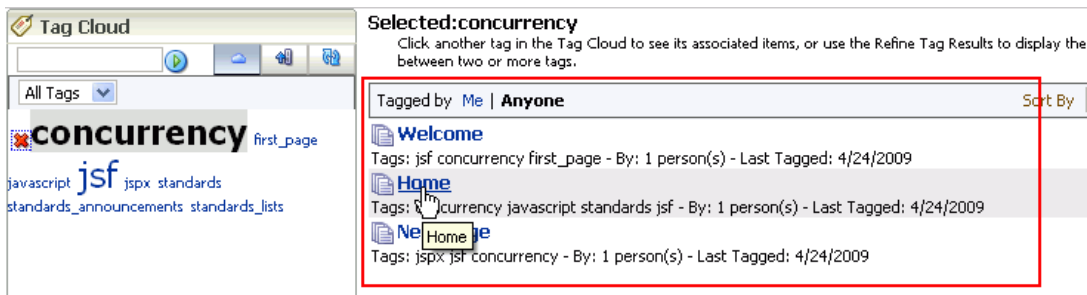 Tag Cloud
All Tags
concurrency first_page
javascript jsf jspx standards
standards_announcements standards_lists
Selected:concurrency
Click another tag in the Tag Cloud to see its associated items, or use the Refine Tag Results to display the
between two or more tags.
Tagged by Me | Anyone Sort By
Welcome
Tags: jsf concurrency first_page - By: 1 person(s) - Last Tagged: 4/24/2009
Home
Tags: currency javascript standards jsf - By: 1 person(s) - Last Tagged: 4/24/2009
Home
Tags: jspx jsf concurrency - By: 1 person(s) - Last Tagged: 4/24/2009